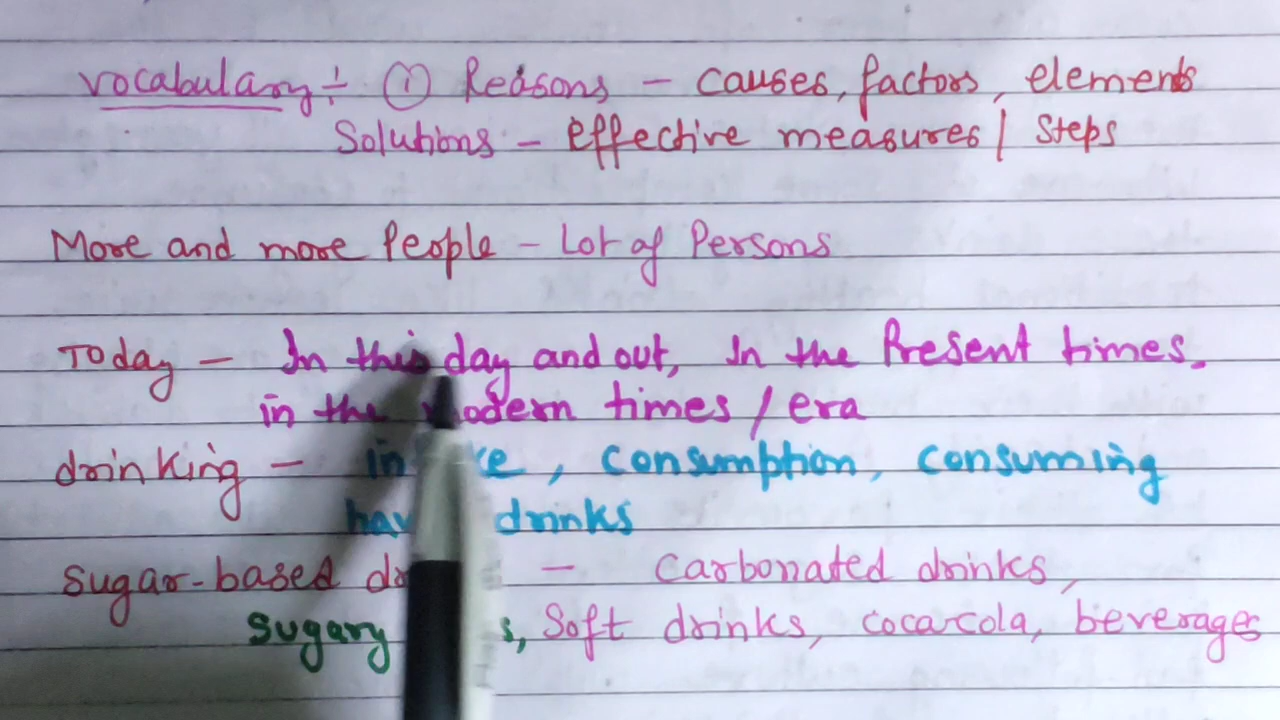 vocabulary÷ ① Reasons – causes, factors, elements
Solutions – effective measures / Steps
More and more People – Lot of Persons
Today – In this day and out, In the Present times.
in the modern times / era
drinking – , consumption, consuming
drinks
Sugar-based – Carbonated drinks,
Sugary Soft drinks, cocacola, beverages